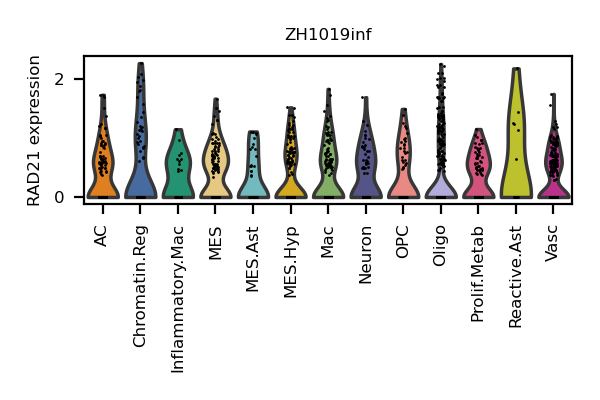 ZH1019inf
RAD21 expression
2
0
AC
Chromatin.Reg
Inflammatory.Mac
MES
MES.Ast
MES.Hyp
Mac
Neuron
OPC
Oligo
Prolif.Metab
Reactive.Ast
Vasc